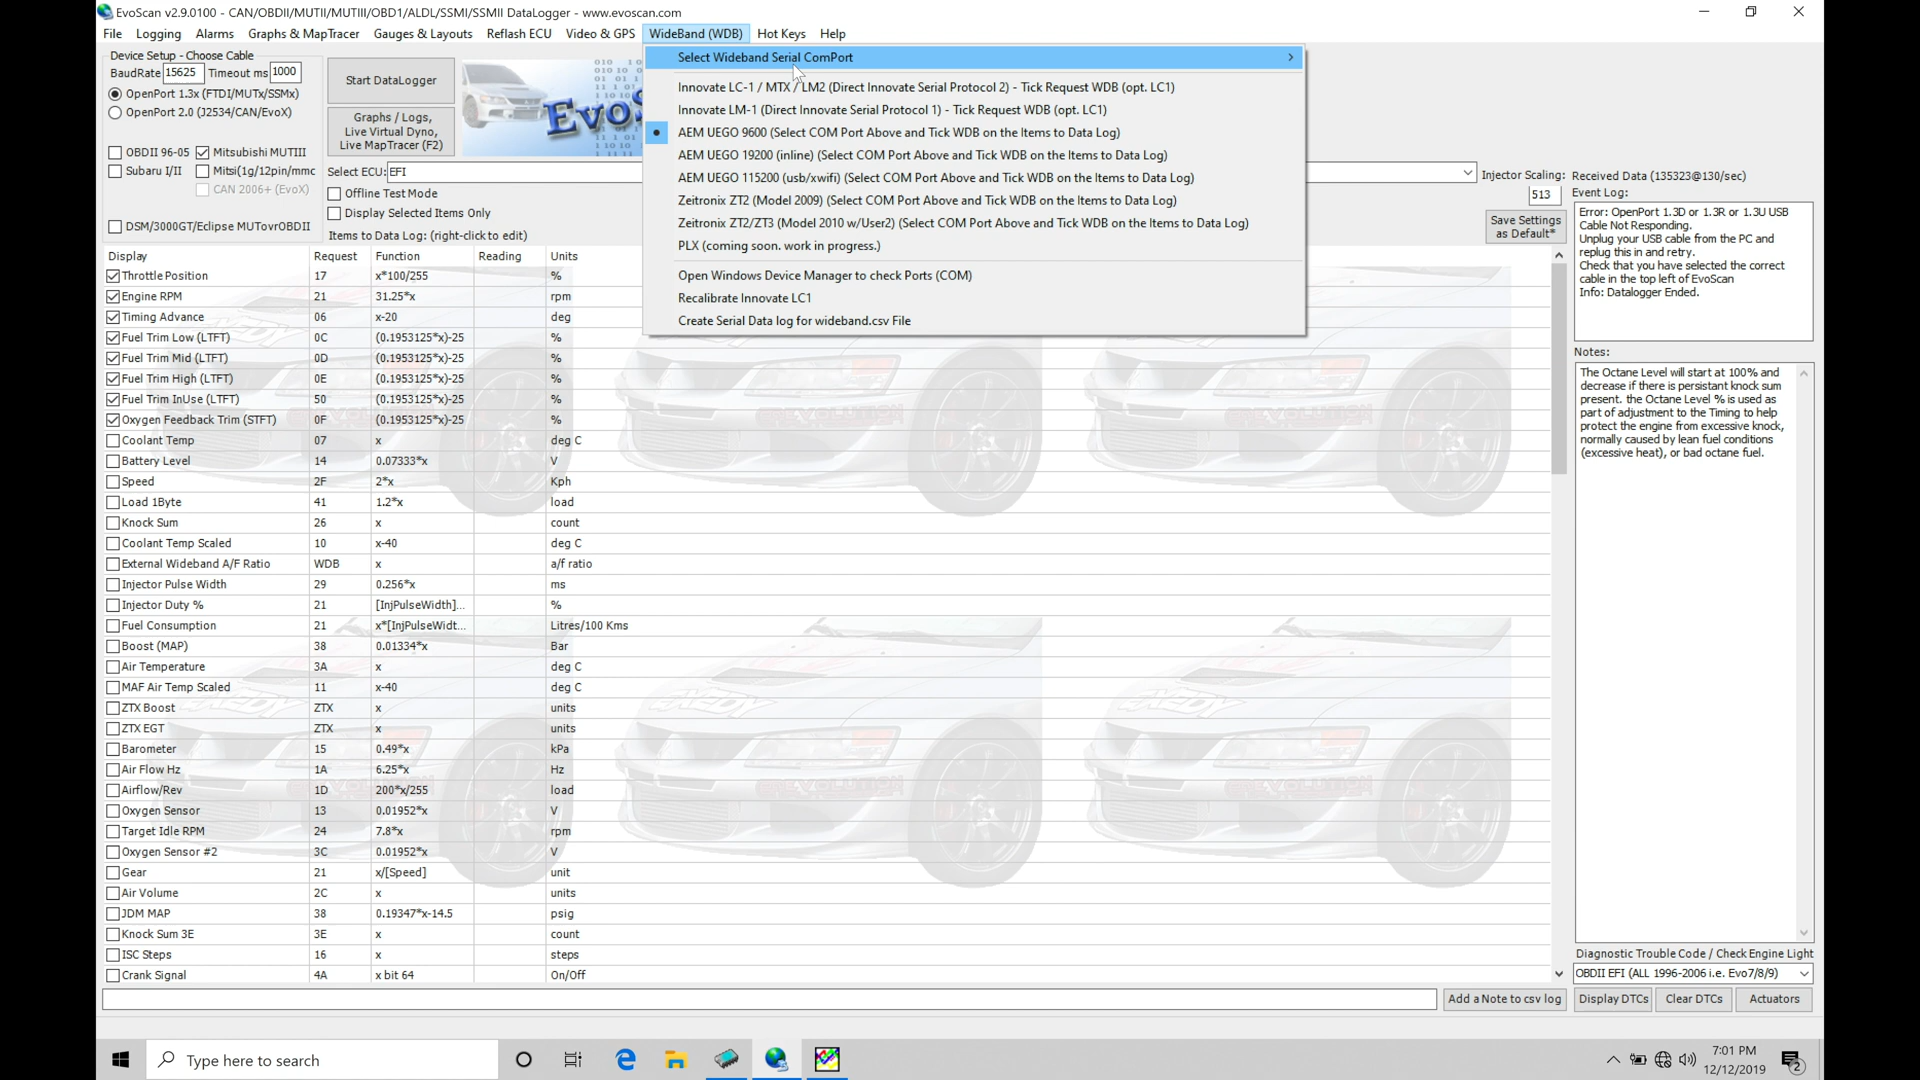 EvoScan v2.9.0100 - CAN/OBDII/MUTII/MUTIII/OBD1/ALDL/SSMI/SSMII DataLogger - www.evoscan.com
File Logging Alarms Graphs & MapTracer Gauges & Layouts Reflash ECU Video & GPS WideBand (WDB) Hot Keys Help
Device Setup - Choose Cable
BaudRate 15625 Timeout ms 1000
OpenPort 1.3x (FTDI/MUTx/SSMx)
OpenPort 2.0 (J2534/CAN/EvoX)
OBDII 96-05 Mitsubishi MUTIII
Subaru I/II Mitsi(1g/12pin/mmc
CAN 2006+ (EvoX)
DSM/3000GT/Eclipse MUTovrOBDII
Start DataLogger
Graphs / Logs,
Live Virtual Dyno,
Live MapTracer (F2)
Select ECU: EFI
Offline Test Mode
Display Selected Items Only
Items to Data Log: (right-click to edit)
Select Wideband Serial ComPort
Innovate LC-1 / MTX / LM2 (Direct Innovate Serial Protocol 2) - Tick Request WDB (opt. LC1)
Innovate LM-1 (Direct Innovate Serial Protocol 1) - Tick Request WDB (opt. LC1)
AEM UEGO 9600 (Select COM Port Above and Tick WDB on the Items to Data Log)
AEM UEGO 19200 (inline) (Select COM Port Above and Tick WDB on the Items to Data Log)
AEM UEGO 115200 (usb/xwifi) (Select COM Port Above and Tick WDB on the Items to Data Log)
Zeitronix ZT2 (Model 2009) (Select COM Port Above and Tick WDB on the Items to Data Log)
Zeitronix ZT2/ZT3 (Model 2010 w/User2) (Select COM Port Above and Tick WDB on the Items to Data Log)
PLX (coming soon. work in progress.)
Open Windows Device Manager to check Ports (COM)
Recalibrate Innovate LC1
Create Serial Data log for wideband.csv File
Injector Scaling:
513
Save Settings
as Default*
Received Data (135323@130/sec)
Event Log:
Error: OpenPort 1.3D or 1.3R or 1.3U USB
Cable Not Responding.
Unplug your USB cable from the PC and
replug this in and retry.
Check that you have selected the correct
cable in the top left of EvoScan
Info: Datalogger Ended.
Notes:
The Octane Level will start at 100% and
decrease if there is persistant knock sum
present. the Octane Level % is used as
part of adjustment to the Timing to help
protect the engine from excessive knock,
normally caused by lean fuel conditions
(excessive heat), or bad octane fuel.
Display Request Function Reading Units
Throttle Position 17 x*100/255 %
Engine RPM 21 31.25*x rpm
Timing Advance 06 x-20 deg
Fuel Trim Low (LTFT) 0C (0.1953125*x)-25 %
Fuel Trim Mid (LTFT) 0D (0.1953125*x)-25 %
Fuel Trim High (LTFT) 0E (0.1953125*x)-25 %
Fuel Trim InUse (LTFT) 50 (0.1953125*x)-25 %
Oxygen Feedback Trim (STFT) 0F (0.1953125*x)-25 %
Coolant Temp 07 x deg C
Battery Level 14 0.07333*x V
Speed 2F 2*x Kph
Load 1Byte 41 1.2*x load
Knock Sum 26 x count
Coolant Temp Scaled 10 x-40 deg C
External Wideband A/F Ratio WDB x a/f ratio
Injector Pulse Width 29 0.256*x ms
Injector Duty % 21 [InjPulseWidth]... %
Fuel Consumption 21 x*[InjPulseWidt... Litres/100 Kms
Boost (MAP) 38 0.01334*x Bar
Air Temperature 3A x deg C
MAF Air Temp Scaled 11 x-40 deg C
ZTX Boost ZTX x units
ZTX EGT ZTX x units
Barometer 15 0.49*x kPa
Air Flow Hz 1A 6.25*x Hz
Airflow/Rev 1D 200*x/255 load
Oxygen Sensor 13 0.01952*x V
Target Idle RPM 24 7.8*x rpm
Oxygen Sensor #2 3C 0.01952*x V
Gear 21 x/[Speed] unit
Air Volume 2C x units
JDM MAP 38 0.19347*x-14.5 psig
Knock Sum 3E 3E x count
ISC Steps 16 x steps
Crank Signal 4A x bit 64 On/Off
Diagnostic Trouble Code / Check Engine Light
OBDII EFI (ALL 1996-2006 i.e. Evo7/8/9)
Add a Note to csv log Display DTCs Clear DTCs Actuators
Type here to search
7:01 PM
12/12/2019
2